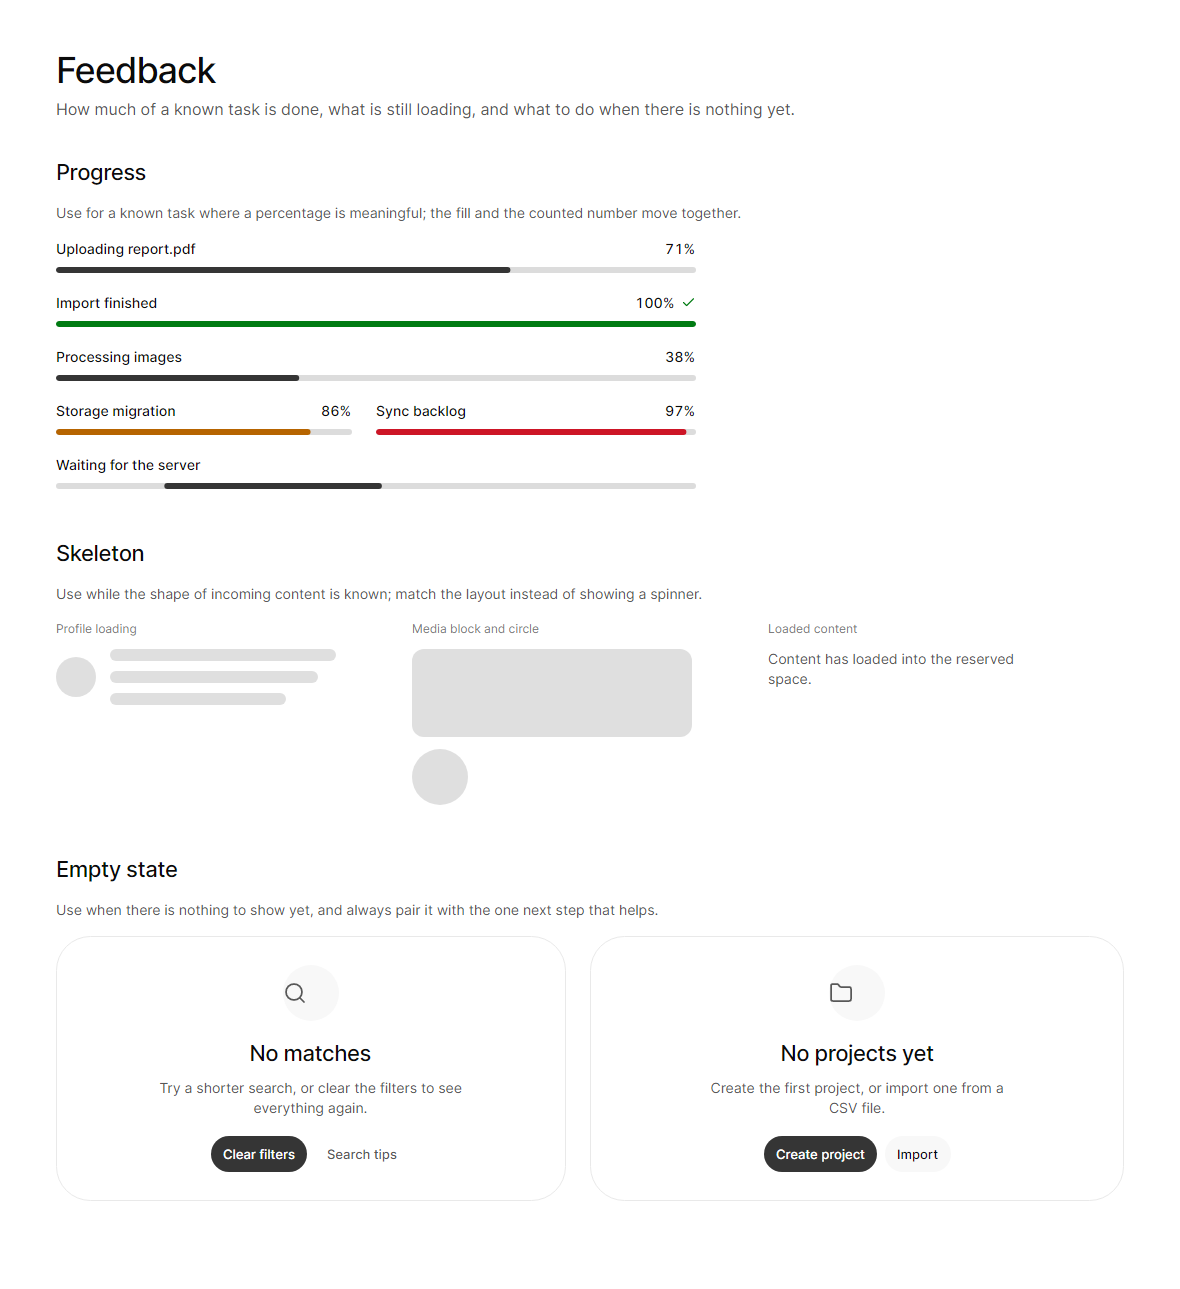 Feedback
How much of a known task is done, what is still loading, and what to do when there is nothing yet.
Progress
Use for a known task where a percentage is meaningful; the fill and the counted number move together.
Uploading report.pdf 71%
Import finished 100%
Processing images 38%
Storage migration 86% Sync backlog 97%
Waiting for the server
Skeleton
Use while the shape of incoming content is known; match the layout instead of showing a spinner.
Profile loading
Media block and circle
Loaded content
Content has loaded into the reserved
space.
Empty state
Use when there is nothing to show yet, and always pair it with the one next step that helps.
No matches
Try a shorter search, or clear the filters to see
everything again.
Clear filters Search tips
No projects yet
Create the first project, or import one from a
CSV file.
Create project Import